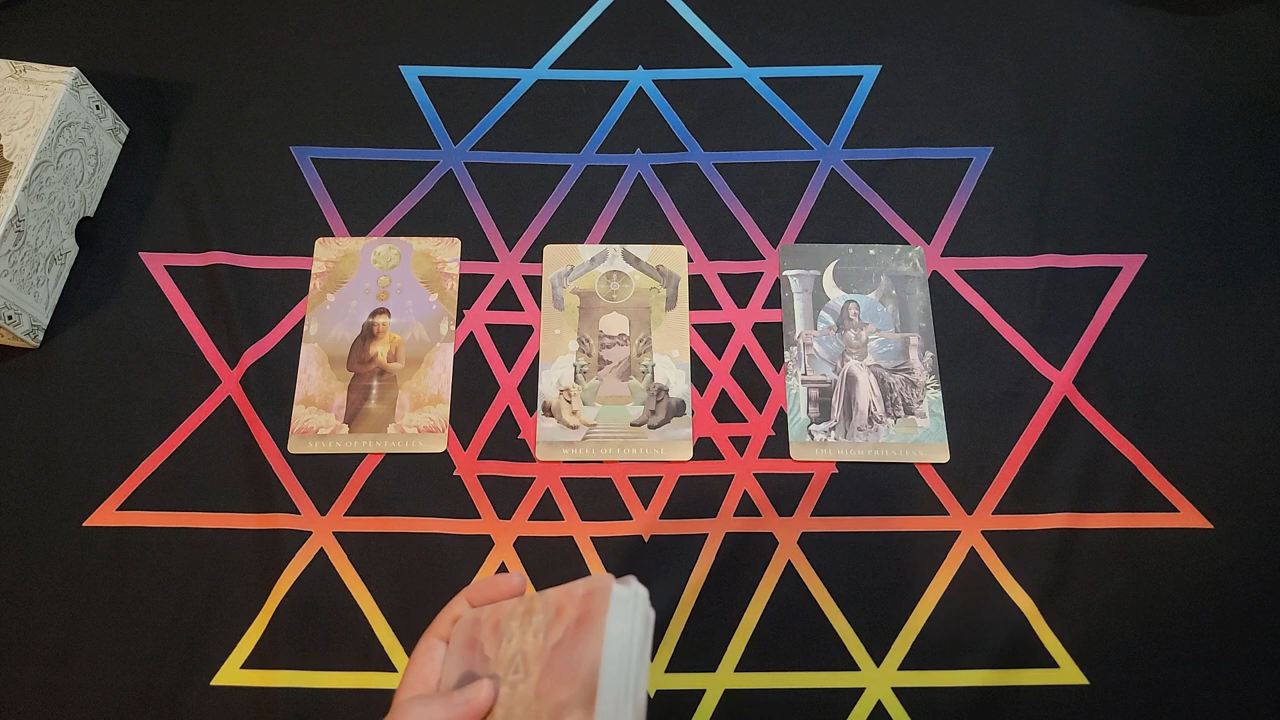 SEVEN OF PENTACLES
WHEEL OF FORTUNE
THE HIGH PRIESTESS